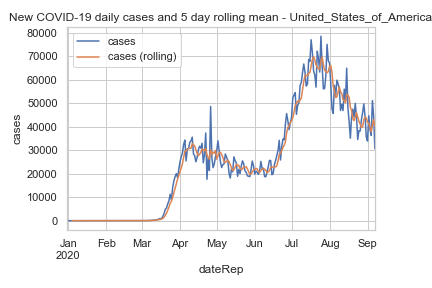 New COVID-19 daily cases and 5 day rolling mean - United_States_of_America
80000
70000
60000
50000
40000
30000
20000
10000
0
cases
cases
cases (rolling)
Jan Feb Mar Apr May Jun Jul Aug Sep
2020
dateRep